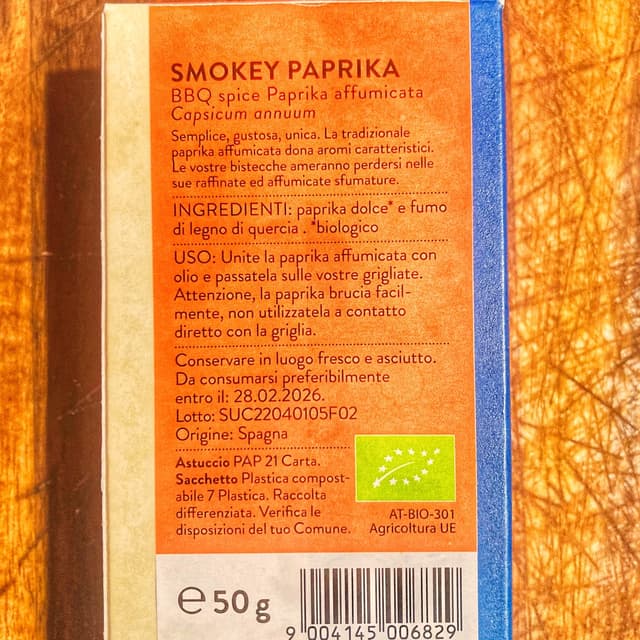 SMOKEY PAPRIKA
BBQ spice Paprika affumicata
Capsicum annuum
Semplice, gustosa, unica. La tradizionale
paprika affumicata dona aromi caratteristici.
Le vostre bistecche ameranno perdersi nelle
sue raffinate ed affumicate sfumature.
INGREDIENTI: paprika dolce* e fumo
di legno di quercia . *biologico
USO: Unite la paprika affumicata con
olio e passatela sulle vostre grigliate.
Attenzione, la paprika brucia facil-
mente, non utilizzatela a contatto
diretto con la griglia.
Conservare in luogo fresco e asciutto.
Da consumarsi preferibilmente
entro il: 28.02.2026.
Lotto: SUC22040105F02
Origine: Spagna
Astuccio PAP 21 Carta.
Sacchetto Plastica compost-
abile 7 Plastica. Raccolta
differenziata. Verifica le
disposizioni del tuo Comune.
AT-BIO-301
Agricoltura UE
℮ 50 g
9 004145 006829